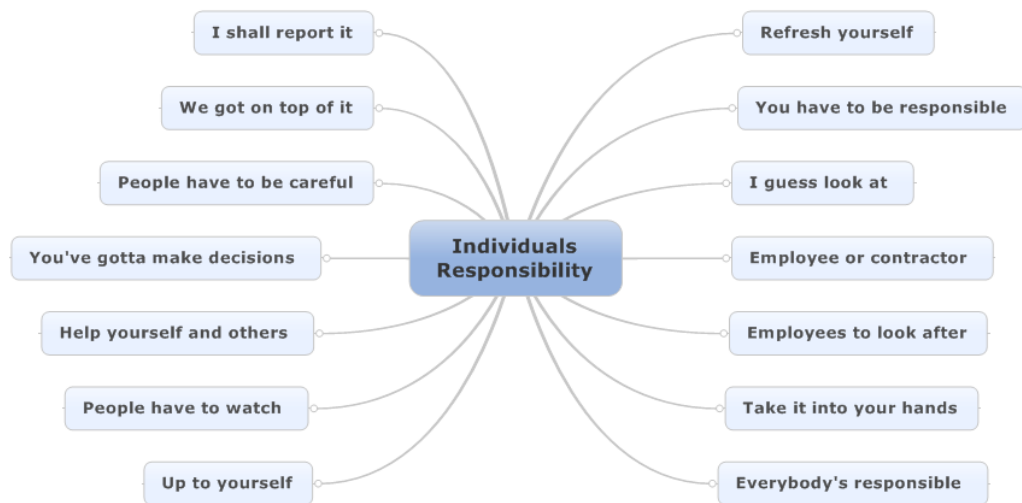 I shall report it
Refresh yourself
We got on top of it
You have to be responsible
People have to be careful
I guess look at
Individuals
Responsibility
You've gotta make decisions
Employee or contractor
Help yourself and others
Employees to look after
People have to watch
Take it into your hands
Up to yourself
Everybody's responsible